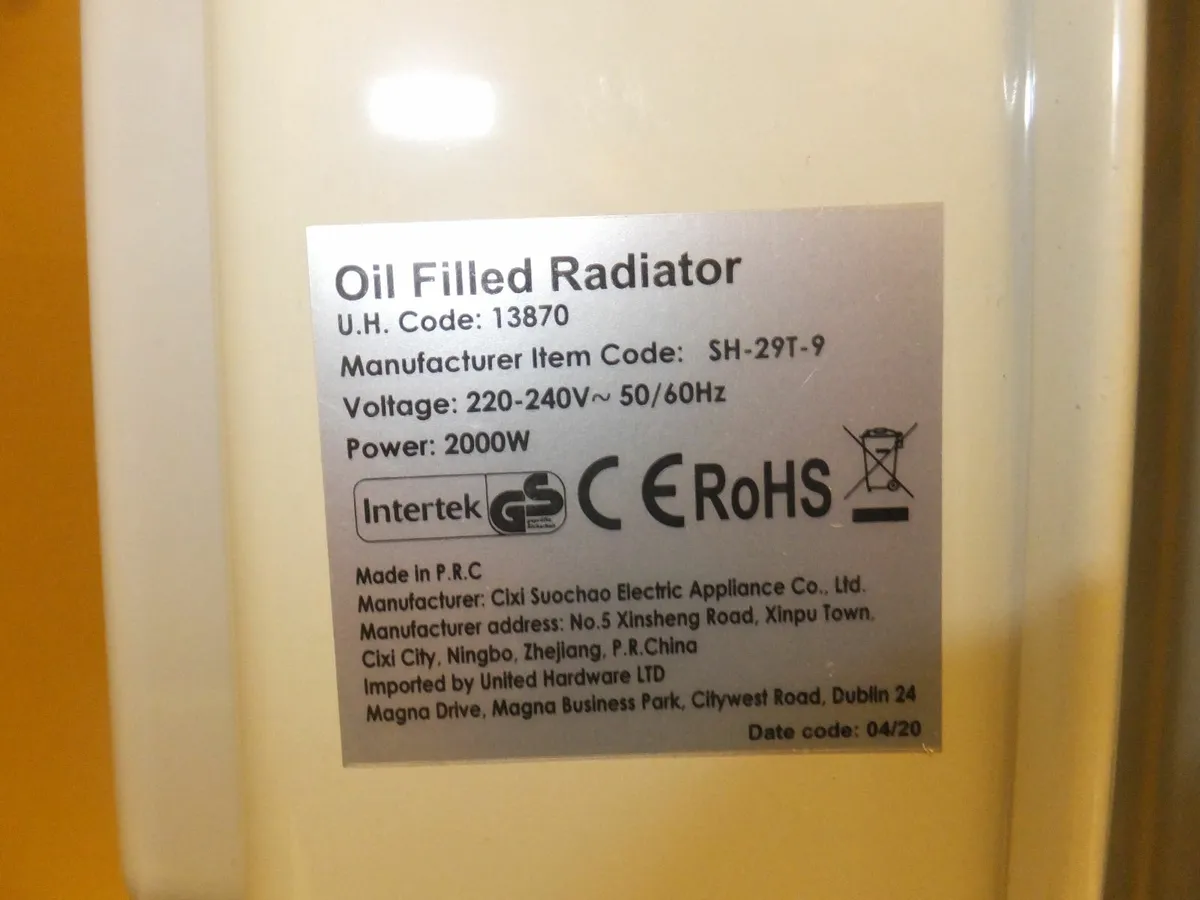 Oil Filled Radiator
U.H. Code: 13870
Manufacturer Item Code: SH-29T-9
Voltage: 220-240V~ 50/60Hz
Power: 2000W
Intertek GS CE RoHS
Made in P.R.C
Manufacturer: Cixi Suochao Electric Appliance Co., Ltd.
Manufacturer address: No.5 Xinsheng Road, Xinpu Town,
Cixi City, Ningbo, Zhejiang, P.R.China
Imported by United Hardware LTD
Magna Drive, Magna Business Park, Citywest Road, Dublin 24
Date code: 04/20